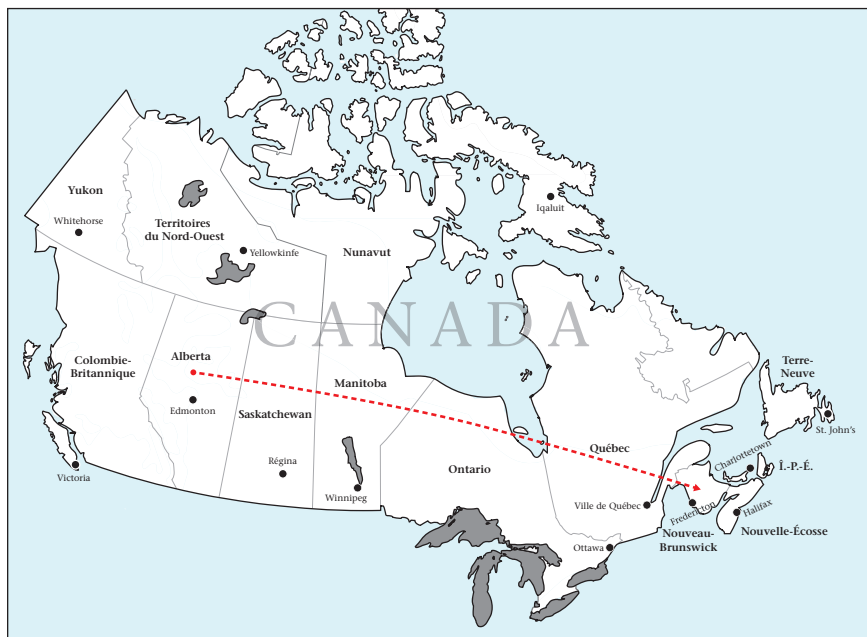 Yukon
Whitehorse
Territoires
du Nord-Ouest
Yellowkinfe
Nunavut
Iqaluit
CANADA
Colombie-
Britannique
Alberta
Edmonton
Saskatchewan
Manitoba
Régina
Winnipeg
Victoria
Ontario
Québec
Ville de Québec
Ottawa
Terre-
Neuve
St. John's
Charlottetown
Î.-P.-É.
Fredericton
Halifax
Nouveau-
Brunswick
Nouvelle-Écosse